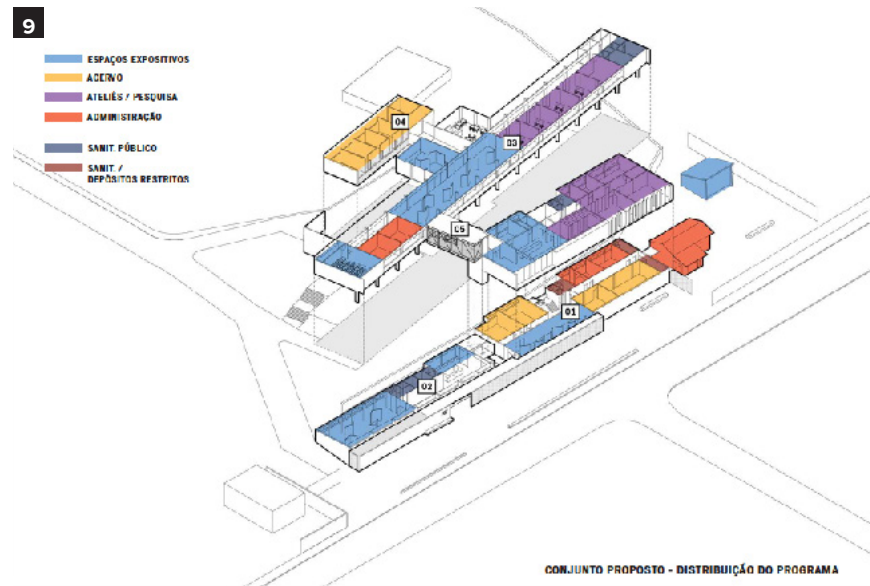 9
ESPAÇOS EXPOSITIVOS
ACERVO
ATELIÊS / PESQUISA
ADMINISTRAÇÃO
SANIT. PÚBLICO
SANIT. /
DEPÓSITOS RESTRITOS
04
03
05
01
02
CONJUNTO PROPOSTO - DISTRIBUIÇÃO DO PROGRAMA